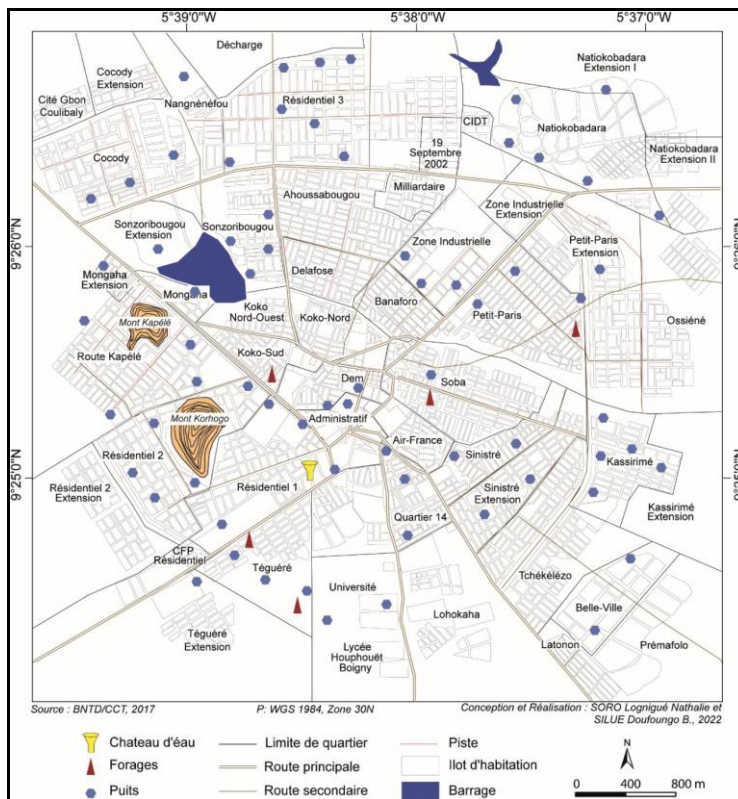 5°39'0"W
5°38'0"W
5°37'0"W
Décharge
Cocody
Extension
Natiokobadara
Extension I
Cité Gbon
Coulibaly
Nangnénéfou
Résidentiel 3
CIDT
Natiokobadara
19
Septembre
2002
Natiokobadara
Extension II
Cocody
Milliardaire
Ahoussabougou
Zone Industrielle
Extension
Sonzoribougou
Extension
Sonzoribougou
Zone Industrielle
Petit-Paris
Extension
9°26'0"N
9°26'0"N
Mongaha
Extension
Delafose
Mongaha
Banaforo
Koko
Nord-Ouest
Koko-Nord
Petit-Paris
Ossiéné
Mont Kapélé
Route Kapélé
Koko-Sud
Dem
Soba
Mont Korhogo
Administratif
Air-France
Résidentiel 2
Sinistré
Kassirimé
9°25'0"N
9°25'0"N
Résidentiel 2
Extension
Résidentiel 1
Sinistré
Extension
Kassirimé
Extension
Quartier 14
CFP
Résidentiel
Téguéré
Tchékélézo
Université
Belle-Ville
Lohokaha
Téguéré
Extension
Lycée
Houphouët
Boigny
Latonon
Prémafolo
Source : BNTD/CCT, 2017
P: WGS 1984, Zone 30N
Conception et Réalisation : SORO Lognigué Nathalie et
SILUE Doufoungo B., 2022
Chateau d'éau
Limite de quartier
Piste
N
Forages
Route principale
Ilot d'habitation
Puits
Route secondaire
Barrage
0 400 800 m